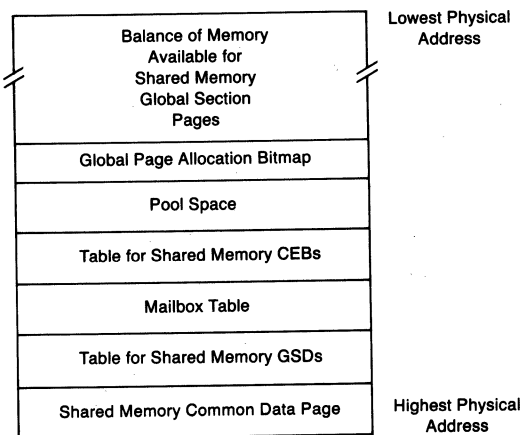 Lowest Physical
Address
Balance of Memory
Available for
Shared Memory
Global Section
Pages
Global Page Allocation Bitmap
Pool Space
Table for Shared Memory CEBs
Mailbox Table
Table for Shared Memory GSDs
Shared Memory Common Data Page
Highest Physical
Address